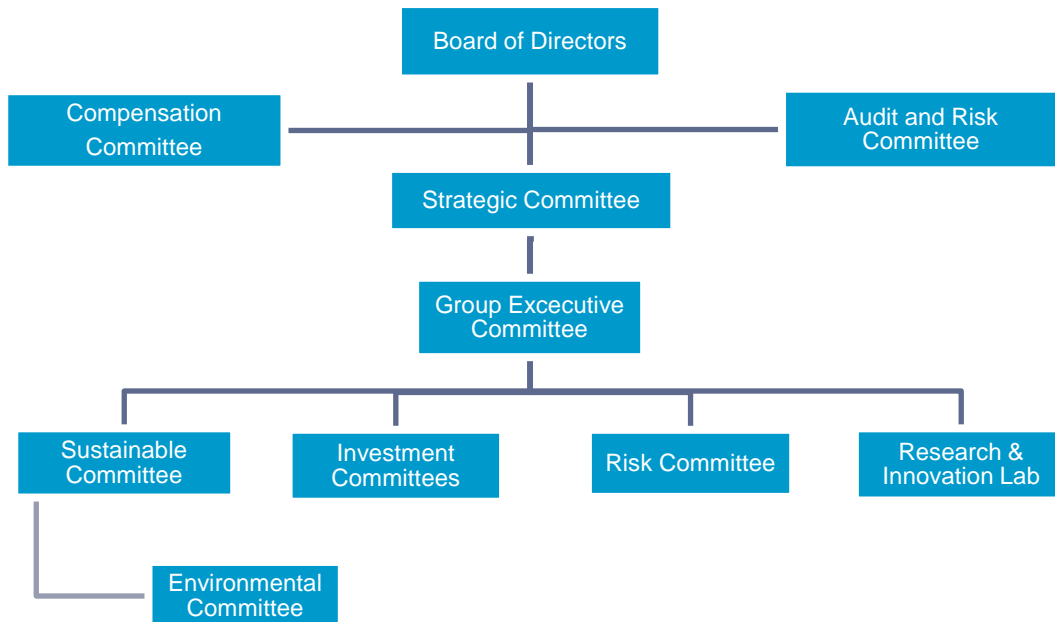 Board of Directors
Compensation
Committee
Audit and Risk
Committee
Strategic Committee
Group Excecutive
Committee
Sustainable
Committee
Investment
Committees
Risk Committee
Research &
Innovation Lab
Environmental
Committee